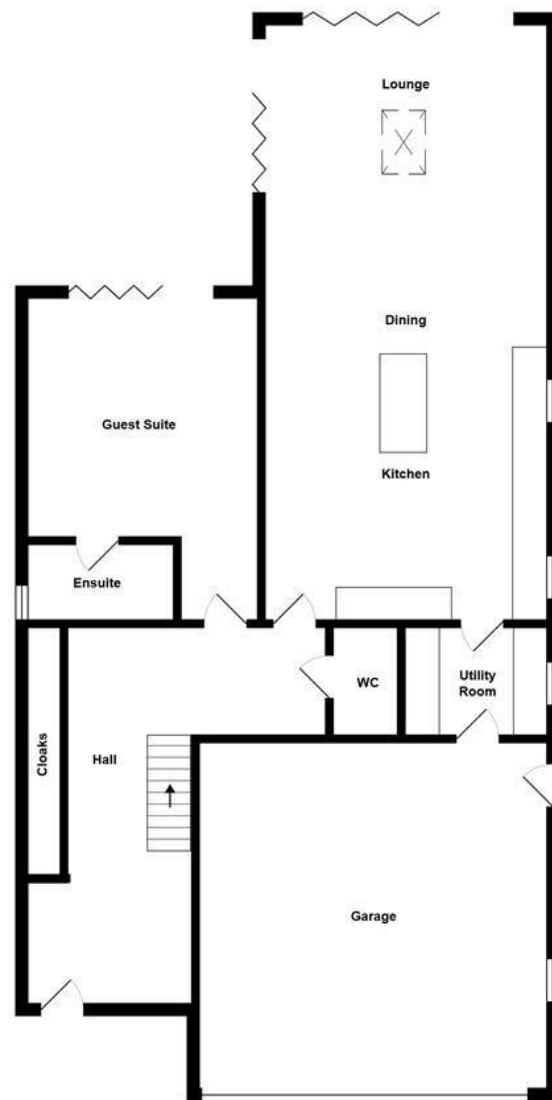 Lounge
Dining
Guest Suite
Kitchen
Ensuite
WC
Utility
Room
Cloaks
Hall
Garage